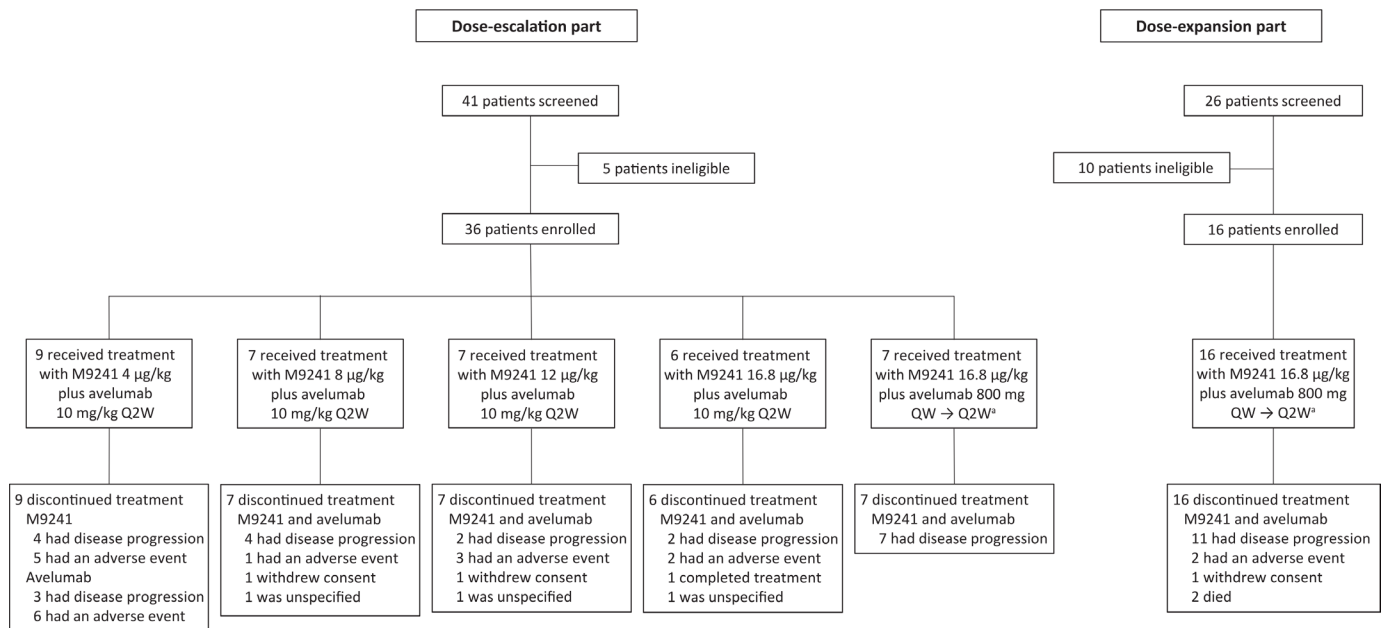 Dose-escalation part
41 patients screened
5 patients ineligible
36 patients enrolled
9 received treatment
with M9241 4 µg/kg
plus avelumab
10 mg/kg Q2W
7 received treatment
with M9241 8 µg/kg
plus avelumab
10 mg/kg Q2W
7 received treatment
with M9241 12 µg/kg
plus avelumab
10 mg/kg Q2W
6 received treatment
with M9241 16.8 µg/kg
plus avelumab
10 mg/kg Q2W
7 received treatment
with M9241 16.8 µg/kg
plus avelumab 800 mg
QW → Q2Wᵃ
9 discontinued treatment
M9241
4 had disease progression
5 had an adverse event
Avelumab
3 had disease progression
6 had an adverse event
7 discontinued treatment
M9241 and avelumab
4 had disease progression
1 had an adverse event
1 withdrew consent
1 was unspecified
7 discontinued treatment
M9241 and avelumab
2 had disease progression
3 had an adverse event
1 withdrew consent
1 was unspecified
6 discontinued treatment
M9241 and avelumab
2 had disease progression
2 had an adverse event
1 completed treatment
1 was unspecified
7 discontinued treatment
M9241 and avelumab
7 had disease progression
Dose-expansion part
26 patients screened
10 patients ineligible
16 patients enrolled
16 received treatment
with M9241 16.8 µg/kg
plus avelumab 800 mg
QW → Q2Wᵃ
16 discontinued treatment
M9241 and avelumab
11 had disease progression
2 had an adverse event
1 withdrew consent
2 died